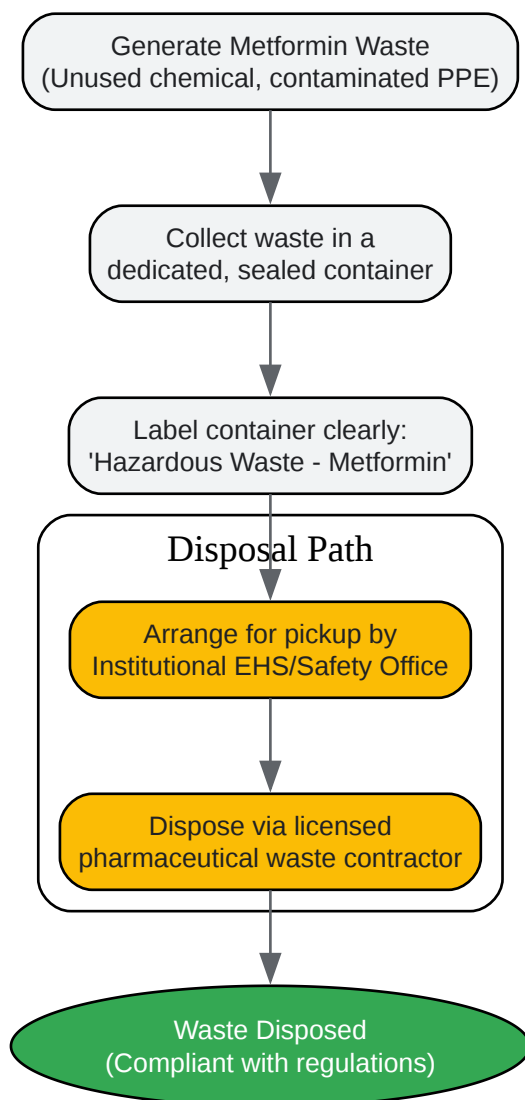 Generate Metformin Waste
(Unused chemical, contaminated PPE)
Collect waste in a
dedicated, sealed container
Label container clearly:
'Hazardous Waste - Metformin'
Disposal Path
Arrange for pickup by
Institutional EHS/Safety Office
Dispose via licensed
pharmaceutical waste contractor
Waste Disposed
(Compliant with regulations)